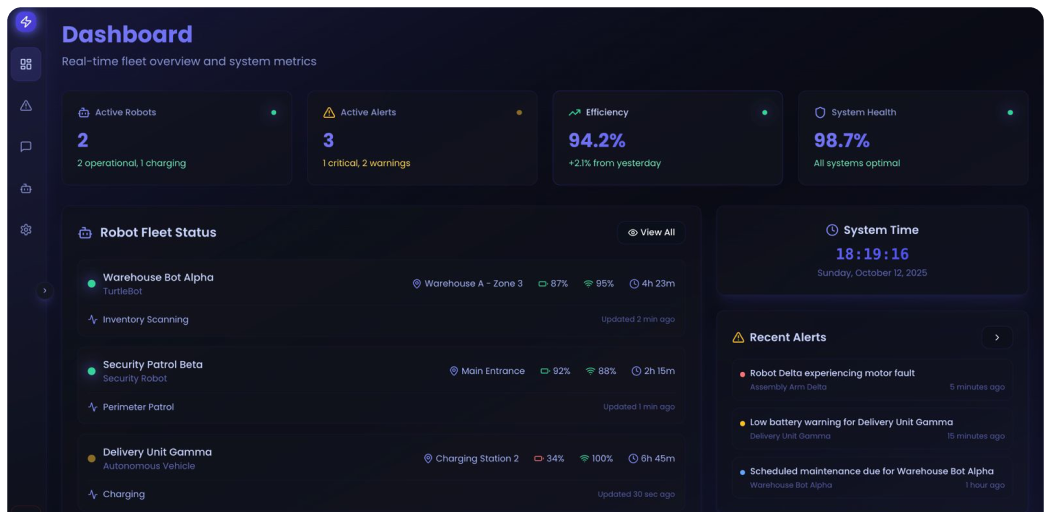 Dashboard
Real-time fleet overview and system metrics
Active Robots
2
2 operational, 1 charging
Active Alerts
3
1 critical, 2 warnings
Efficiency
94.2%
+2.1% from yesterday
System Health
98.7%
All systems optimal
Robot Fleet Status
View All
Warehouse Bot Alpha
TurtleBot
Warehouse A - Zone 3 87% 95% 4h 23m
Inventory Scanning
Updated 2 min ago
Security Patrol Beta
Security Robot
Main Entrance 92% 88% 2h 15m
Perimeter Patrol
Updated 1 min ago
Delivery Unit Gamma
Autonomous Vehicle
Charging Station 2 34% 100% 6h 45m
Charging
Updated 30 sec ago
System Time
18:19:16
Sunday, October 12, 2025
Recent Alerts
Robot Delta experiencing motor fault
Assembly Arm Delta 5 minutes ago
Low battery warning for Delivery Unit Gamma
Delivery Unit Gamma 15 minutes ago
Scheduled maintenance due for Warehouse Bot Alpha
Warehouse Bot Alpha 1 hour ago